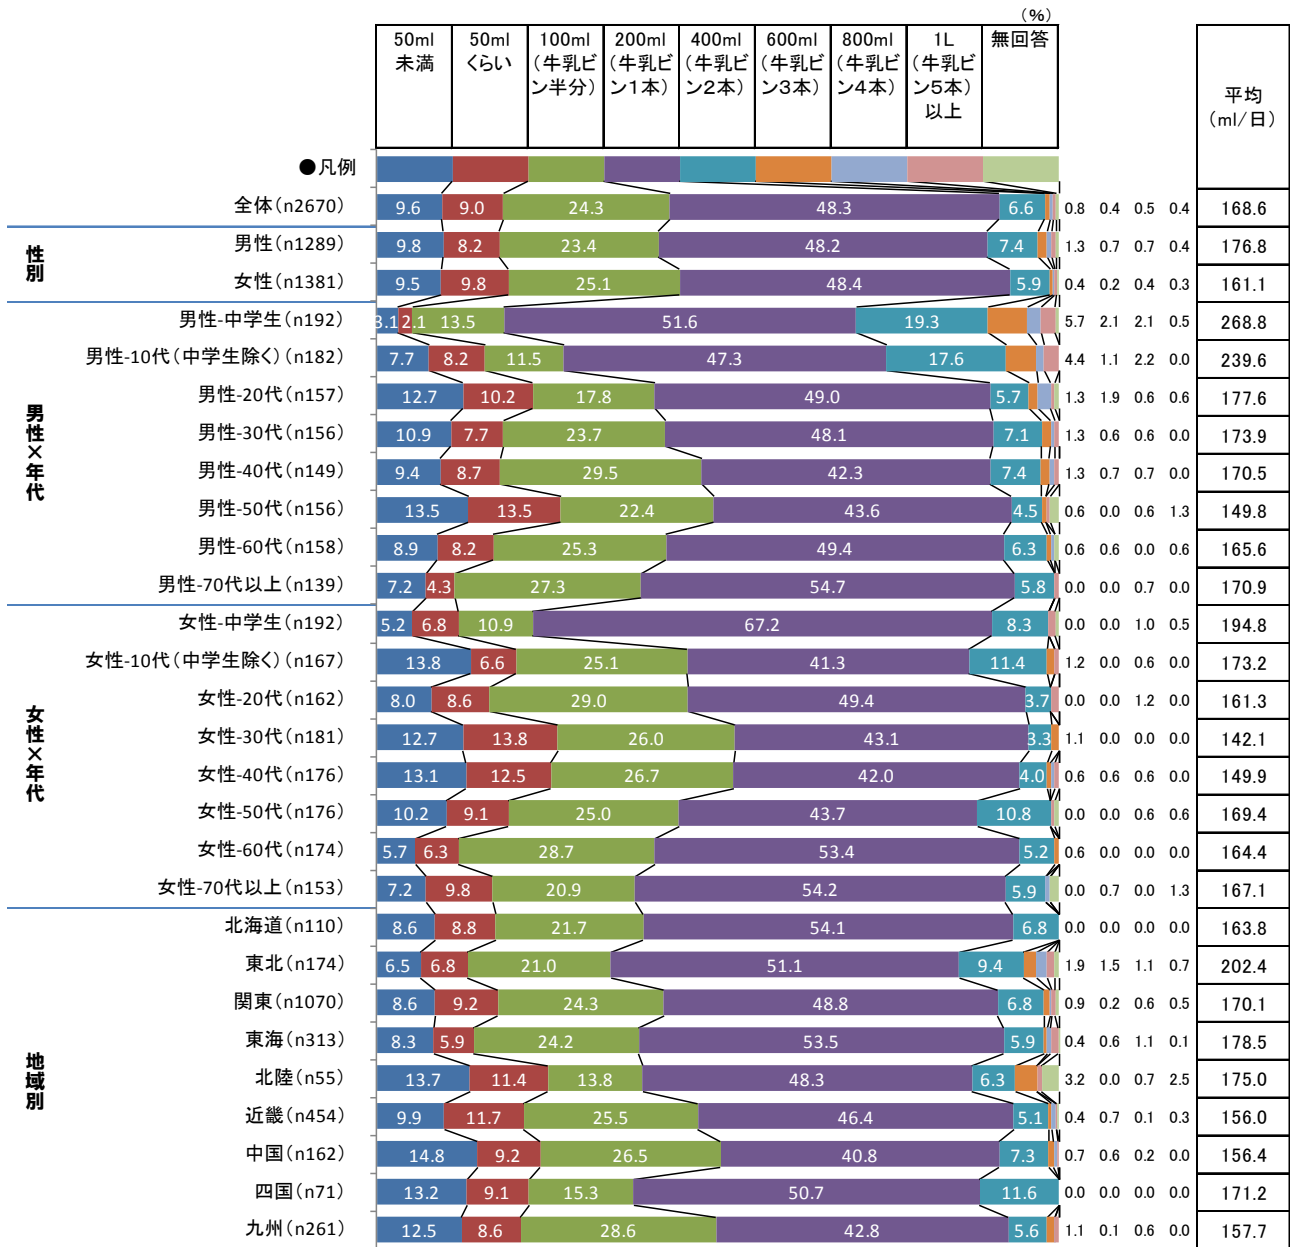 （％）
50ml 未満
50ml くらい
100ml （牛乳ビン半分）
200ml （牛乳ビン1本）
400ml （牛乳ビン2本）
600ml （牛乳ビン3本）
800ml （牛乳ビン4本）
1L （牛乳ビン5本）以上
無回答
平均 （ml/日）
●凡例
全体（n2670） 9.6 9.0 24.3 48.3 6.6 0.8 0.4 0.5 0.4 168.6
性別
男性（n1289） 9.8 8.2 23.4 48.2 7.4 1.3 0.7 0.7 0.4 176.8
女性（n1381） 9.5 9.8 25.1 48.4 5.9 0.4 0.2 0.4 0.3 161.1
男性×年代
男性-中学生（n192） 3.1 2.1 13.5 51.6 19.3 5.7 2.1 2.1 0.5 268.8
男性-10代（中学生除く）（n182） 7.7 8.2 11.5 47.3 17.6 4.4 1.1 2.2 0.0 239.6
男性-20代（n157） 12.7 10.2 17.8 49.0 5.7 1.3 1.9 0.6 0.6 177.6
男性-30代（n156） 10.9 7.7 23.7 48.1 7.1 1.3 0.6 0.6 0.0 173.9
男性-40代（n149） 9.4 8.7 29.5 42.3 7.4 1.3 0.7 0.7 0.0 170.5
男性-50代（n156） 13.5 13.5 22.4 43.6 4.5 0.6 0.0 0.6 1.3 149.8
男性-60代（n158） 8.9 8.2 25.3 49.4 6.3 0.6 0.6 0.0 0.6 165.6
男性-70代以上（n139） 7.2 4.3 27.3 54.7 5.8 0.0 0.0 0.7 0.0 170.9
女性×年代
女性-中学生（n192） 5.2 6.8 10.9 67.2 8.3 0.0 0.0 1.0 0.5 194.8
女性-10代（中学生除く）（n167） 13.8 6.6 25.1 41.3 11.4 1.2 0.0 0.6 0.0 173.2
女性-20代（n162） 8.0 8.6 29.0 49.4 3.7 0.0 0.0 1.2 0.0 161.3
女性-30代（n181） 12.7 13.8 26.0 43.1 3.3 1.1 0.0 0.0 0.0 142.1
女性-40代（n176） 13.1 12.5 26.7 42.0 4.0 0.6 0.6 0.6 0.0 149.9
女性-50代（n176） 10.2 9.1 25.0 43.7 10.8 0.0 0.0 0.6 0.6 169.4
女性-60代（n174） 5.7 6.3 28.7 53.4 5.2 0.6 0.0 0.0 0.0 164.4
女性-70代以上（n153） 7.2 9.8 20.9 54.2 5.9 0.0 0.7 0.0 1.3 167.1
地域別
北海道（n110） 8.6 8.8 21.7 54.1 6.8 0.0 0.0 0.0 0.0 163.8
東北（n174） 6.5 6.8 21.0 51.1 9.4 1.9 1.5 1.1 0.7 202.4
関東（n1070） 8.6 9.2 24.3 48.8 6.8 0.9 0.2 0.6 0.5 170.1
東海（n313） 8.3 5.9 24.2 53.5 5.9 0.4 0.6 1.1 0.1 178.5
北陸（n55） 13.7 11.4 13.8 48.3 6.3 3.2 0.0 0.7 2.5 175.0
近畿（n454） 9.9 11.7 25.5 46.4 5.1 0.4 0.7 0.1 0.3 156.0
中国（n162） 14.8 9.2 26.5 40.8 7.3 0.7 0.6 0.2 0.0 156.4
四国（n71） 13.2 9.1 15.3 50.7 11.6 0.0 0.0 0.0 0.0 171.2
九州（n261） 12.5 8.6 28.6 42.8 5.6 1.1 0.1 0.6 0.0 157.7